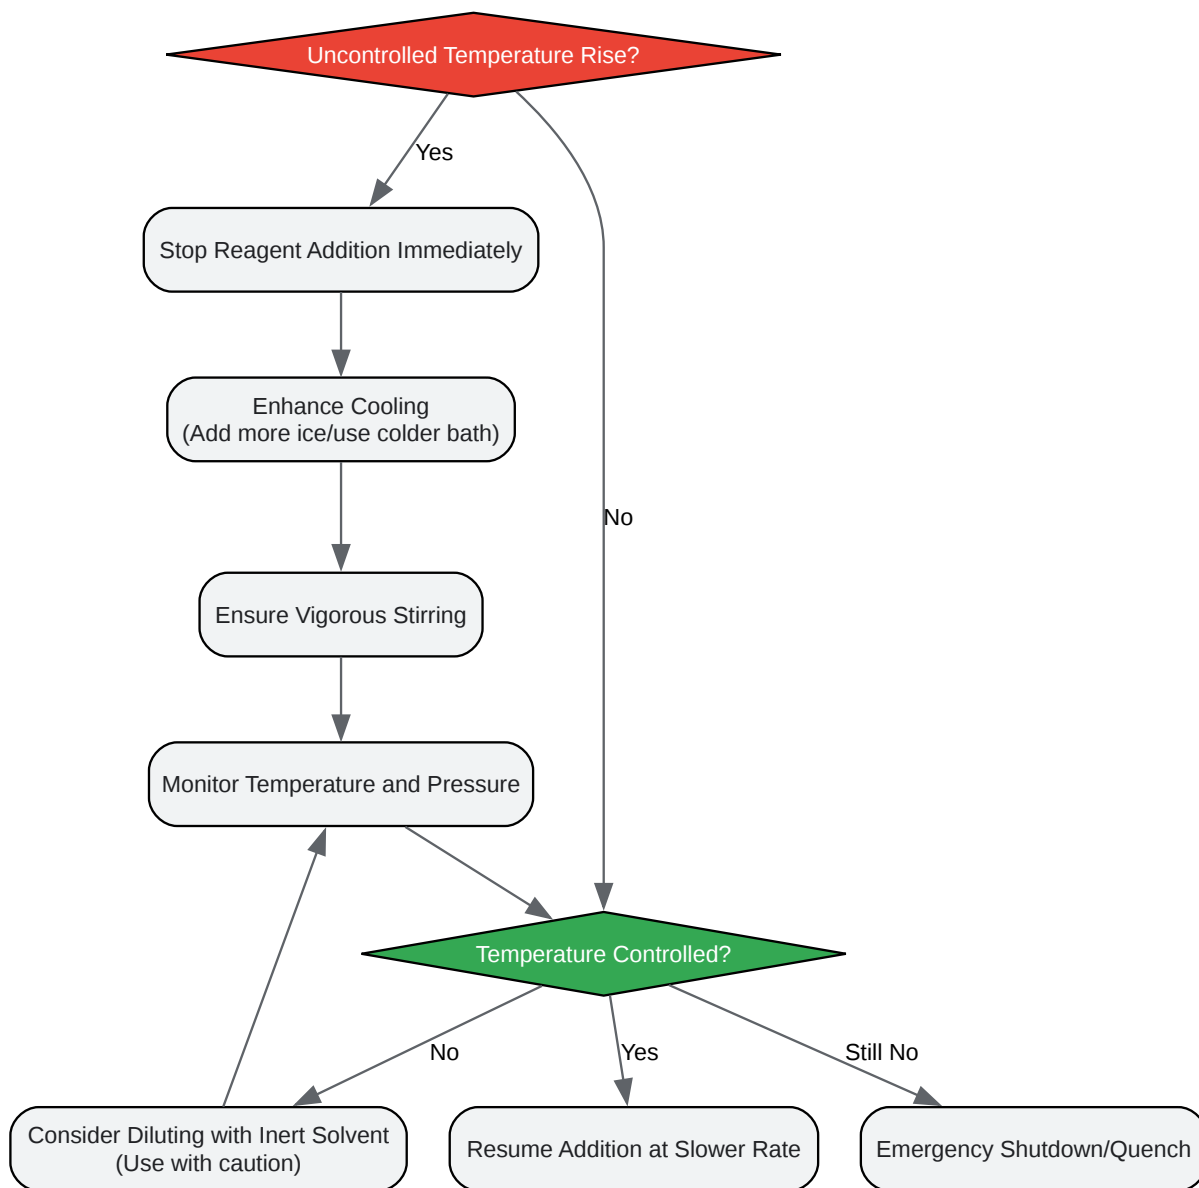 Uncontrolled Temperature Rise?
Yes
Stop Reagent Addition Immediately
Enhance Cooling
(Add more ice/use colder bath)
No
Ensure Vigorous Stirring
Monitor Temperature and Pressure
Temperature Controlled?
No
Yes
Still No
Consider Diluting with Inert Solvent
(Use with caution)
Resume Addition at Slower Rate
Emergency Shutdown/Quench